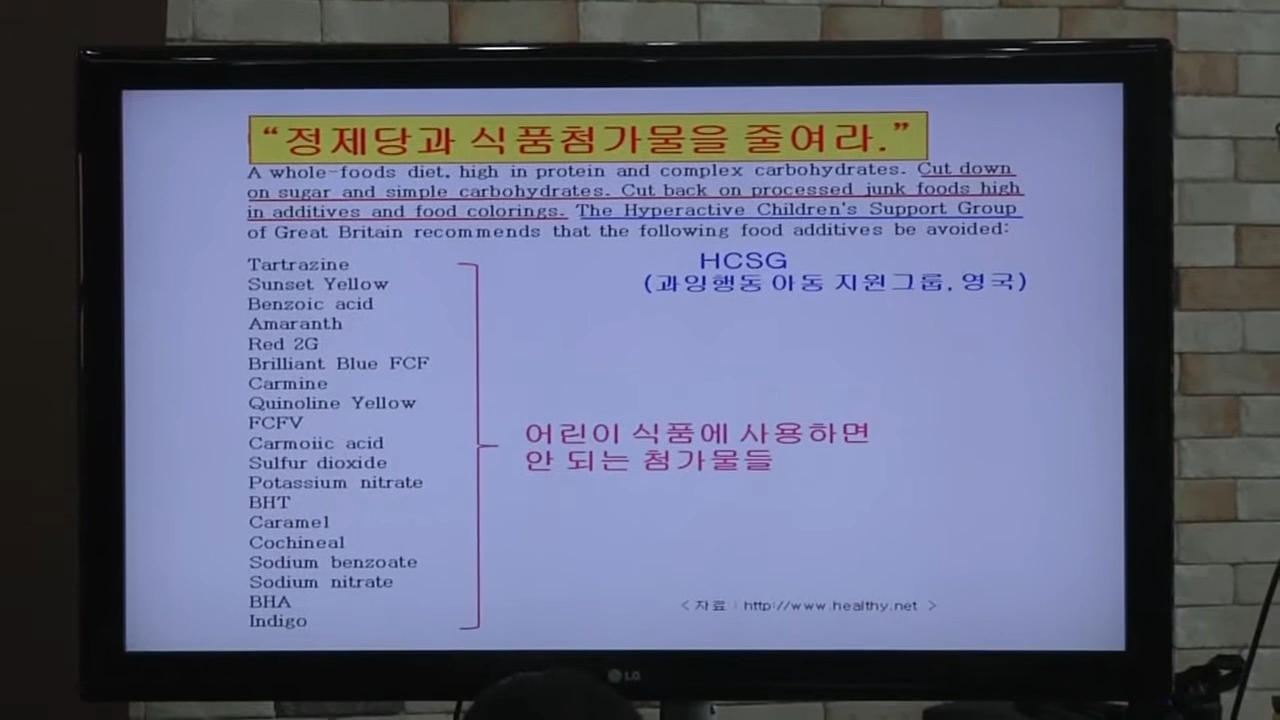 “정제당과 식품첨가물을 줄여라.”
A whole-foods diet, high in protein and complex carbohydrates. Cut down
on sugar and simple carbohydrates. Cut back on processed junk foods high
in additives and food colorings. The Hyperactive Children's Support Group
of Great Britain recommends that the following food additives be avoided:
HCSG
(과잉행동 아동 지원그룹, 영국)
Tartrazine
Sunset Yellow
Benzoic acid
Amaranth
Red 2G
Brilliant Blue FCF
Carmine
Quinoline Yellow
FCFV
Carmoiic acid
Sulfur dioxide
Potassium nitrate
BHT
Caramel
Cochineal
Sodium benzoate
Sodium nitrate
BHA
Indigo
어린이 식품에 사용하면
안 되는 첨가물들
< 자료 : http://www.healthy.net >
LG